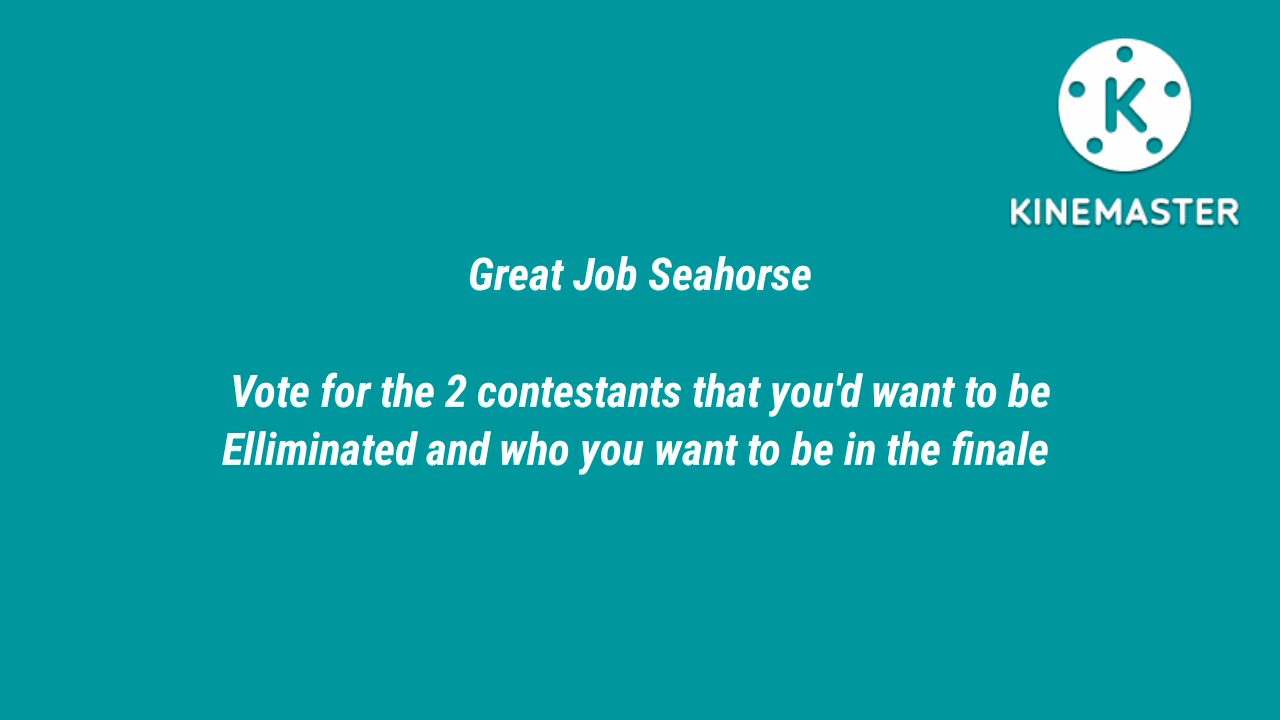 K
KINEMASTER
Great Job Seahorse
Vote for the 2 contestants that you'd want to be
Elliminated and who you want to be in the finale